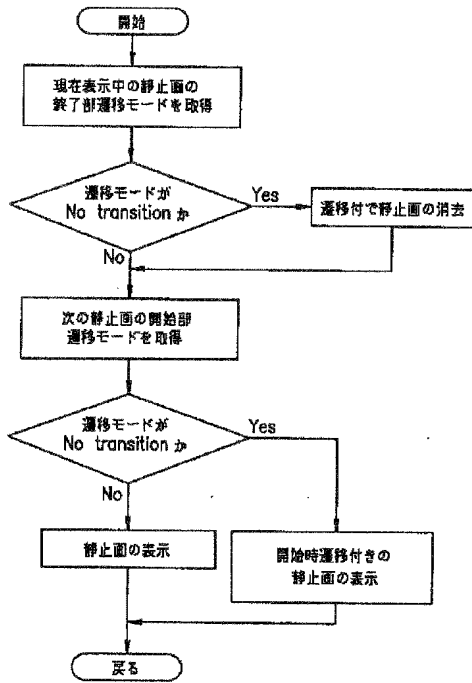 開始
現在表示中の静止画の
終了部遷移モードを取得
遷移モードが
No transition か
Yes
遷移付で静止画の消去
No
次の静止画の開始部
遷移モードを取得
遷移モードが
No transition か
Yes
No
静止画の表示
開始時遷移付きの
静止画の表示
戻る